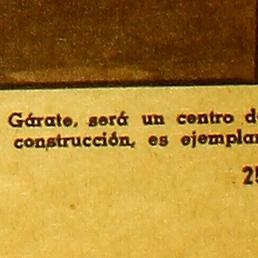 Gárate, será un centro d
construcción, es ejemplar
25